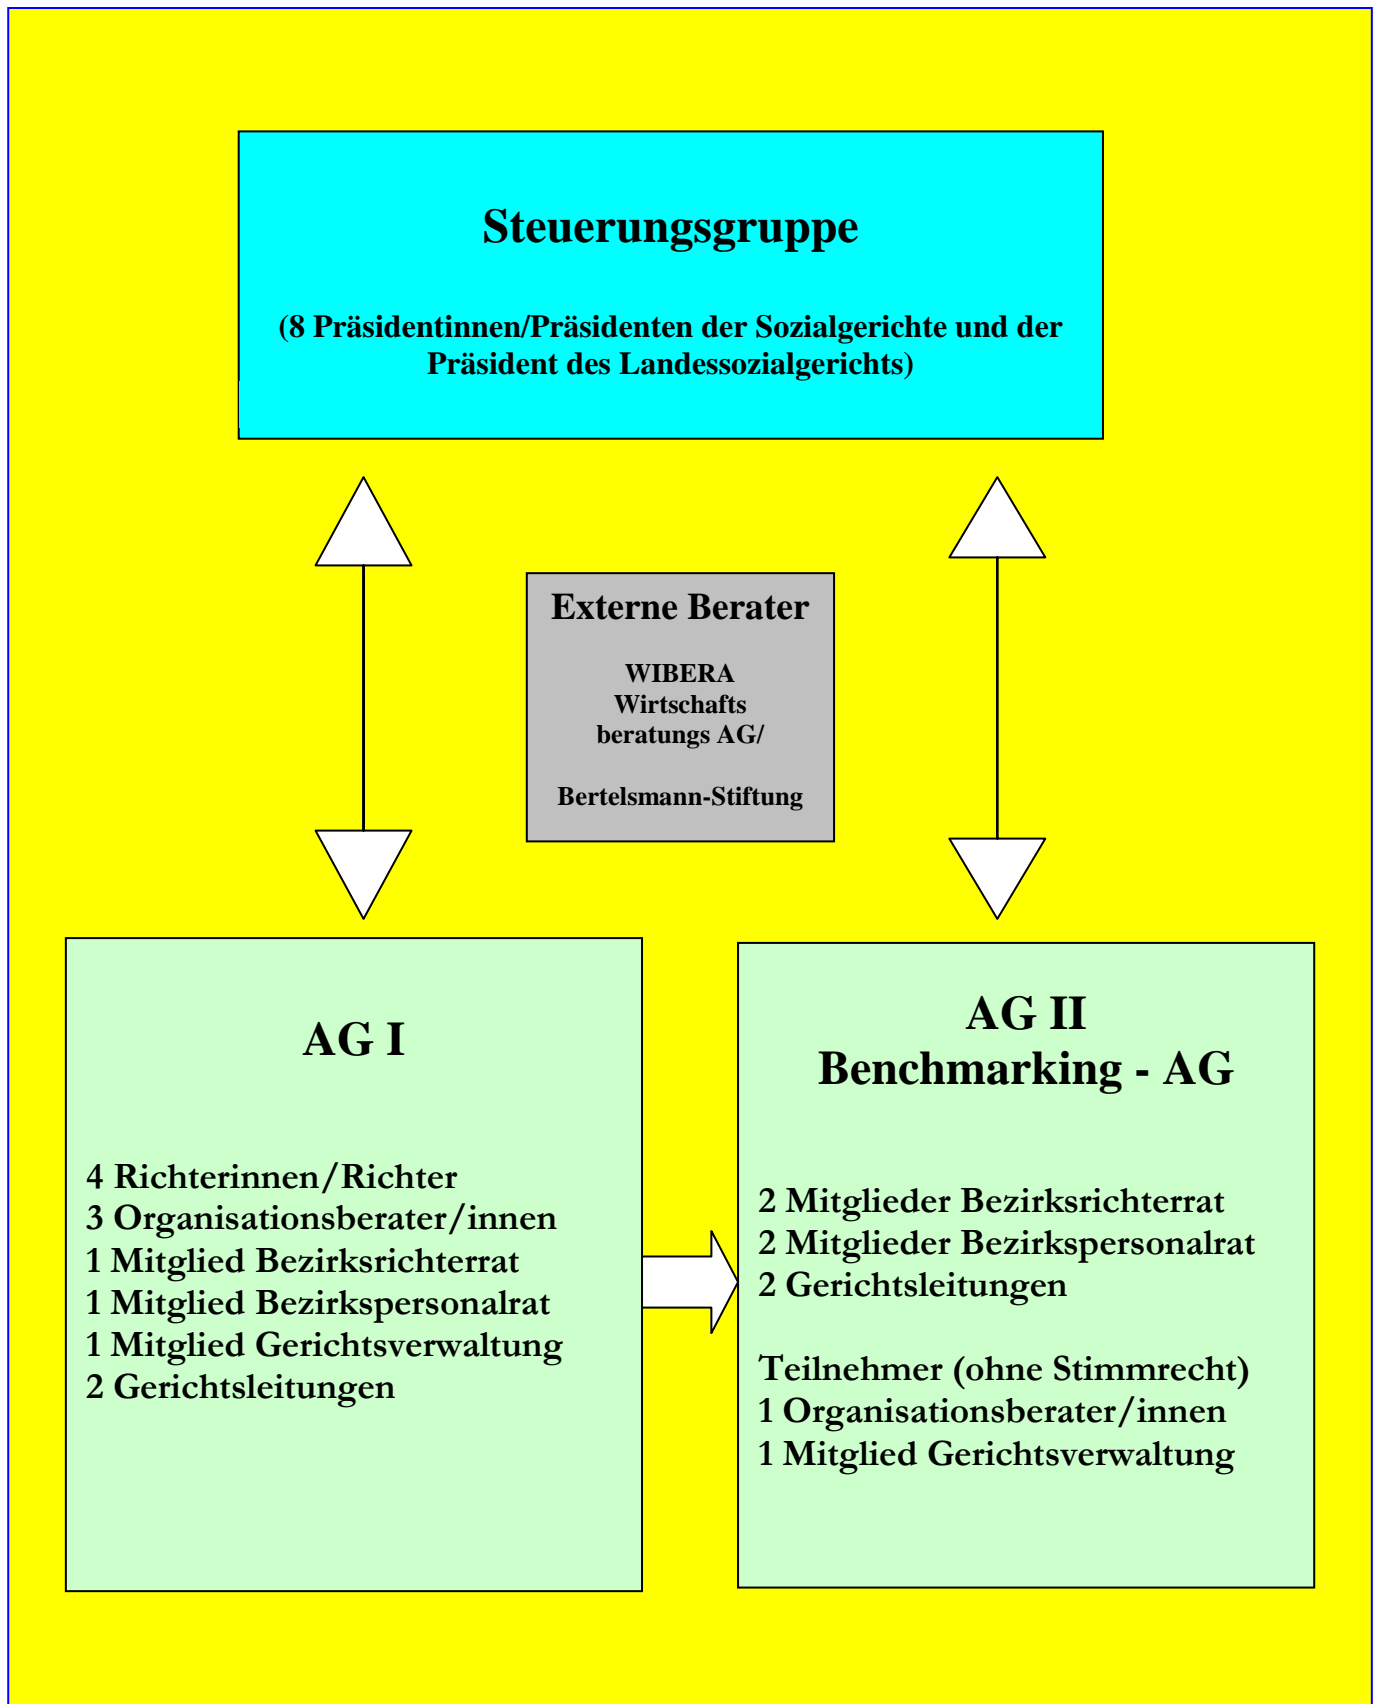 Steuerungsgruppe
(8 Präsidentinnen/Präsidenten der Sozialgerichte und der
Präsident des Landessozialgerichts)
Externe Berater
WIBERA
Wirtschafts
beratungs AG/
Bertelsmann-Stiftung
AG I
4 Richterinnen/Richter
3 Organisationsberater/innen
1 Mitglied Bezirksrichterrat
1 Mitglied Bezirkspersonalrat
1 Mitglied Gerichtsverwaltung
2 Gerichtsleitungen
AG II
Benchmarking - AG
2 Mitglieder Bezirksrichterrat
2 Mitglieder Bezirkspersonalrat
2 Gerichtsleitungen
Teilnehmer (ohne Stimmrecht)
1 Organisationsberater/innen
1 Mitglied Gerichtsverwaltung